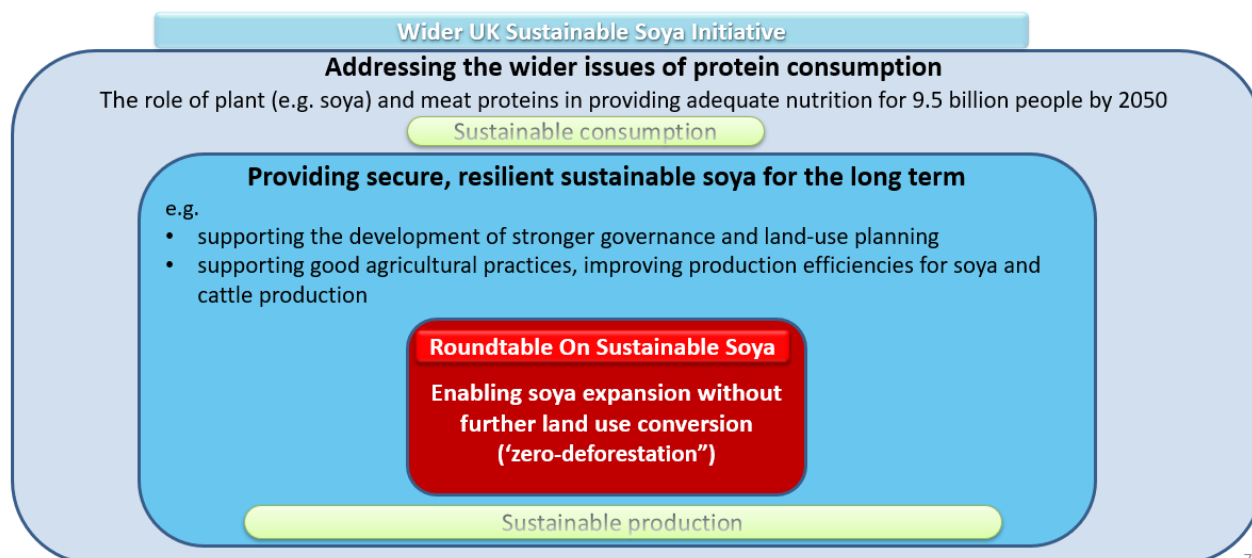 Wider UK Sustainable Soya Initiative
Addressing the wider issues of protein consumption
The role of plant (e.g. soya) and meat proteins in providing adequate nutrition for 9.5 billion people by 2050
Sustainable consumption
Providing secure, resilient sustainable soya for the long term
e.g.
• supporting the development of stronger governance and land-use planning
• supporting good agricultural practices, improving production efficiencies for soya and
cattle production
Roundtable On Sustainable Soya
Enabling soya expansion without
further land use conversion
(‘zero-deforestation”)
Sustainable production